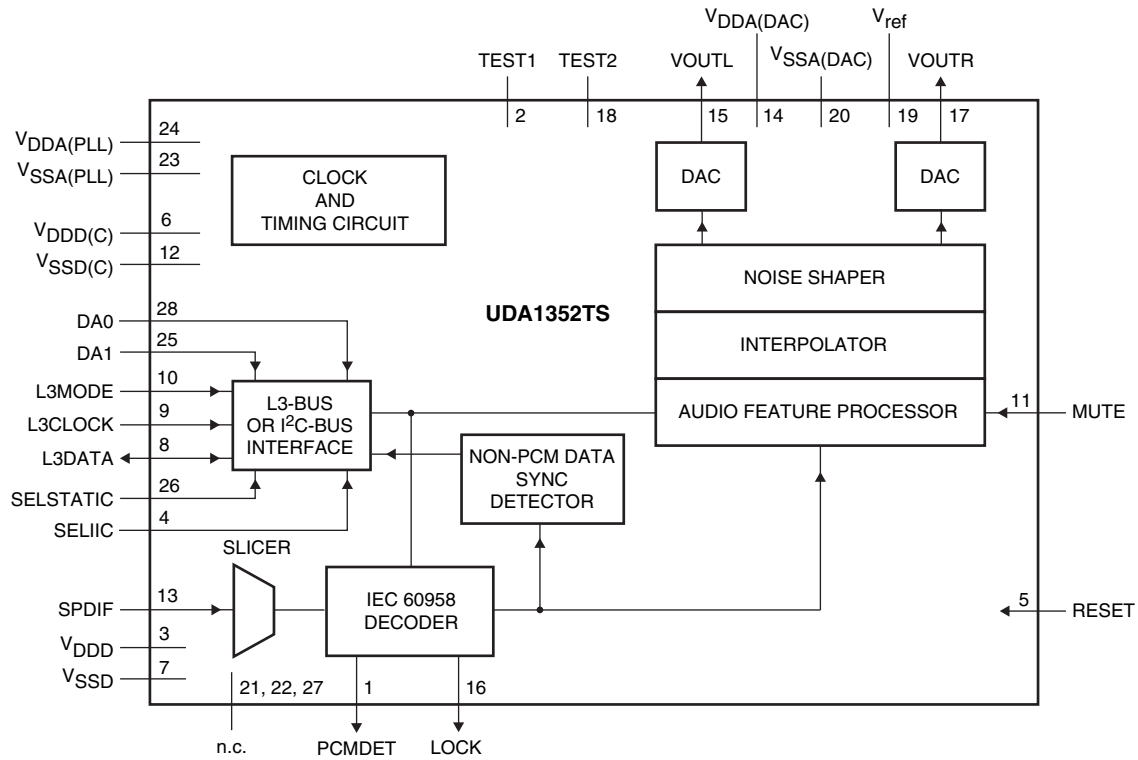 VDDA(DAC)
Vref
VSSA(DAC)
TEST1
TEST2
VOUTL
VOUTR
2
18
15
14
20
19
17
VDDA(PLL)
24
VSSA(PLL)
23
CLOCK
AND
TIMING CIRCUIT
DAC
DAC
VDDD(C)
6
VSSD(C)
12
NOISE SHAPER
UDA1352TS
INTERPOLATOR
AUDIO FEATURE PROCESSOR
11
MUTE
DA0
28
DA1
25
L3MODE
10
L3CLOCK
9
L3DATA
8
SELSTATIC
26
SELIIC
4
L3-BUS
OR I2C-BUS
INTERFACE
NON-PCM DATA
SYNC
DETECTOR
SLICER
SPDIF
13
IEC 60958
DECODER
5
RESET
VDDD
3
VSSD
7
21, 22, 27
1
16
n.c.
PCMDET
LOCK